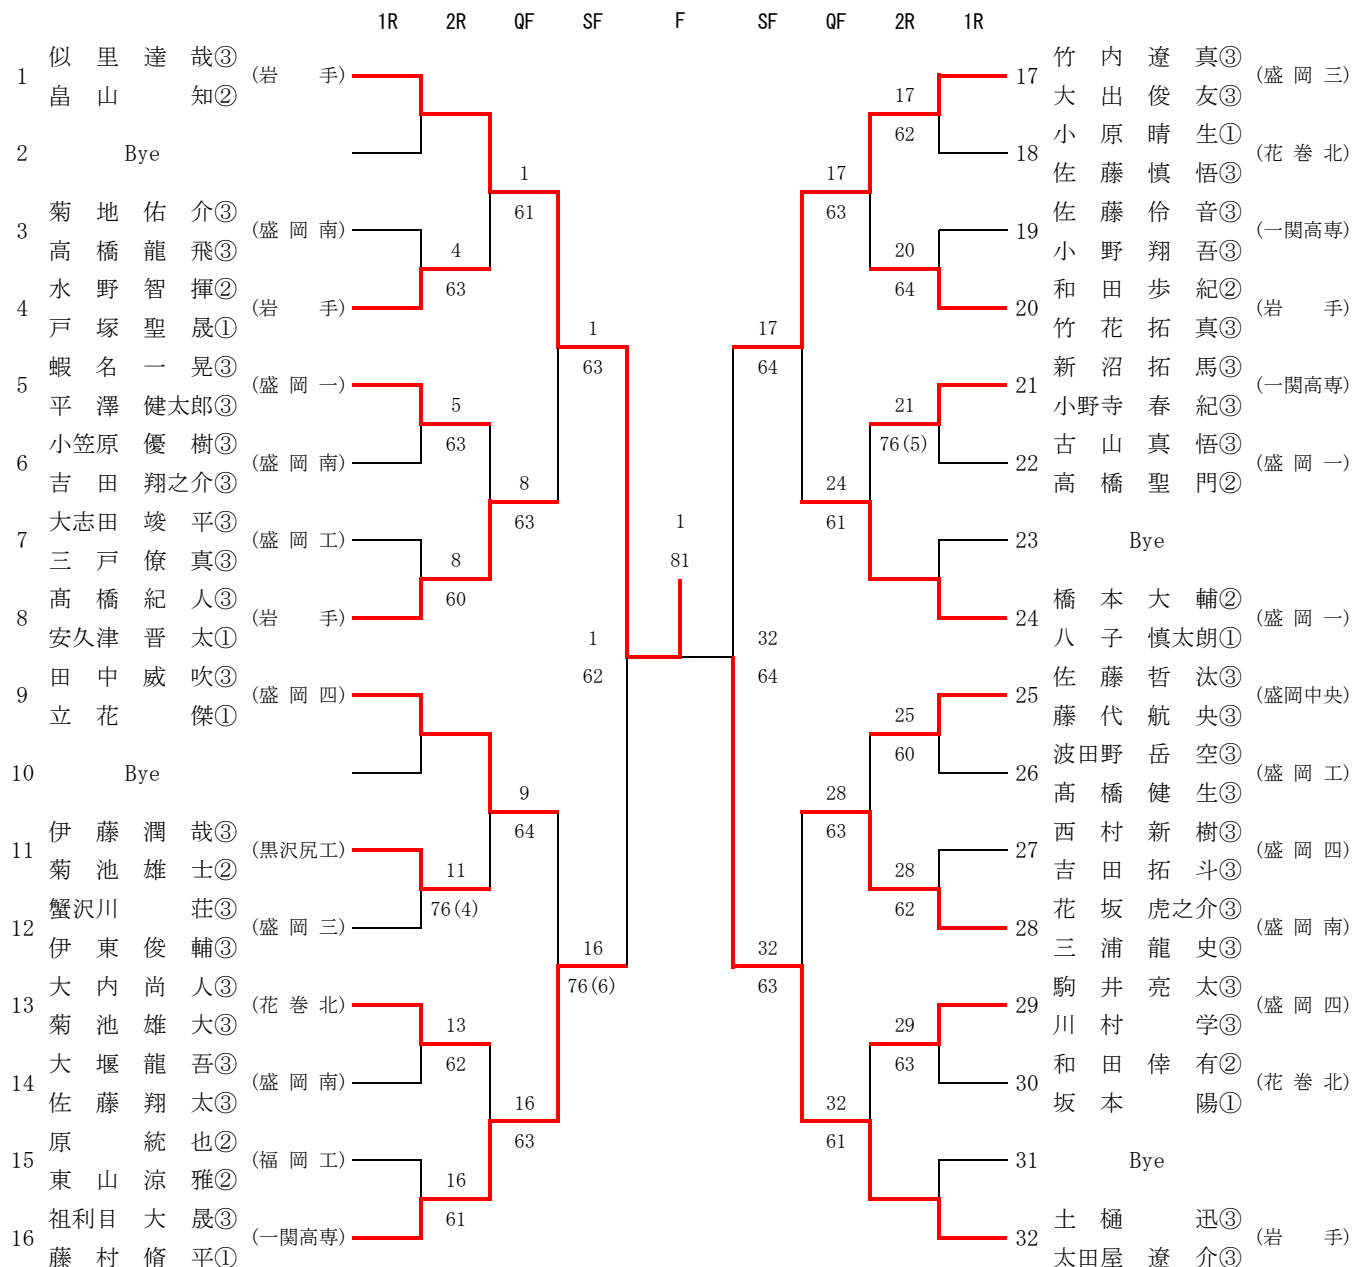 1R 2R QF SF F SF QF 2R 1R
1 似里達哉③ (岩手)
畠山知②
2 Bye
3 菊地佑介③ (盛岡南)
高橋龍飛③
4 水野智揮② (岩手)
戸塚聖晟①
5 蝦名一晃③ (盛岡一)
平澤健太郎③
6 小笠原優樹③ (盛岡南)
吉田翔之介③
7 大志田竣平③ (盛岡工)
三戸僚真③
8 髙橋紀人③ (岩手)
安久津晋太①
9 田中威吹③ (盛岡四)
立花傑①
10 Bye
11 伊藤潤哉③ (黒沢尻工)
菊池雄士②
12 蟹沢川荘③ (盛岡三)
伊東俊輔③
13 大内尚人③ (花巻北)
菊池雄大③
14 大堰龍吾③ (盛岡南)
佐藤翔太③
15 原統也② (福岡工)
東山涼雅②
16 祖利目大晟③ (一関高専)
藤村脩平①
4
63
5
63
8
60
11
76(4)
13
62
16
61
1
61
8
63
9
64
16
63
1
63
16
76(6)
1
62
1
81
32
64
17
64
32
63
17
63
24
61
28
63
32
61
17
62
20
64
21
76(5)
25
60
28
62
29
63
17 竹内遼真③ (盛岡三)
大出俊友③
18 小原晴生① (花巻北)
佐藤慎悟③
19 佐藤伶音③ (一関高専)
小野翔吾③
20 和田歩紀② (岩手)
竹花拓真③
21 新沼拓馬③ (一関高専)
小野寺春紀③
22 古山真悟③ (盛岡一)
高橋聖門②
23 Bye
24 橋本大輔② (盛岡一)
八子慎太朗①
25 佐藤哲汰③ (盛岡中央)
藤代航央③
26 波田野岳空③ (盛岡工)
髙橋健生③
27 西村新樹③ (盛岡四)
吉田拓斗③
28 花坂虎之介③ (盛岡南)
三浦龍史③
29 駒井亮太③ (盛岡四)
川村学③
30 和田倖有② (花巻北)
坂本陽①
31 Bye
32 土樋迅③ (岩手)
太田屋遼介③